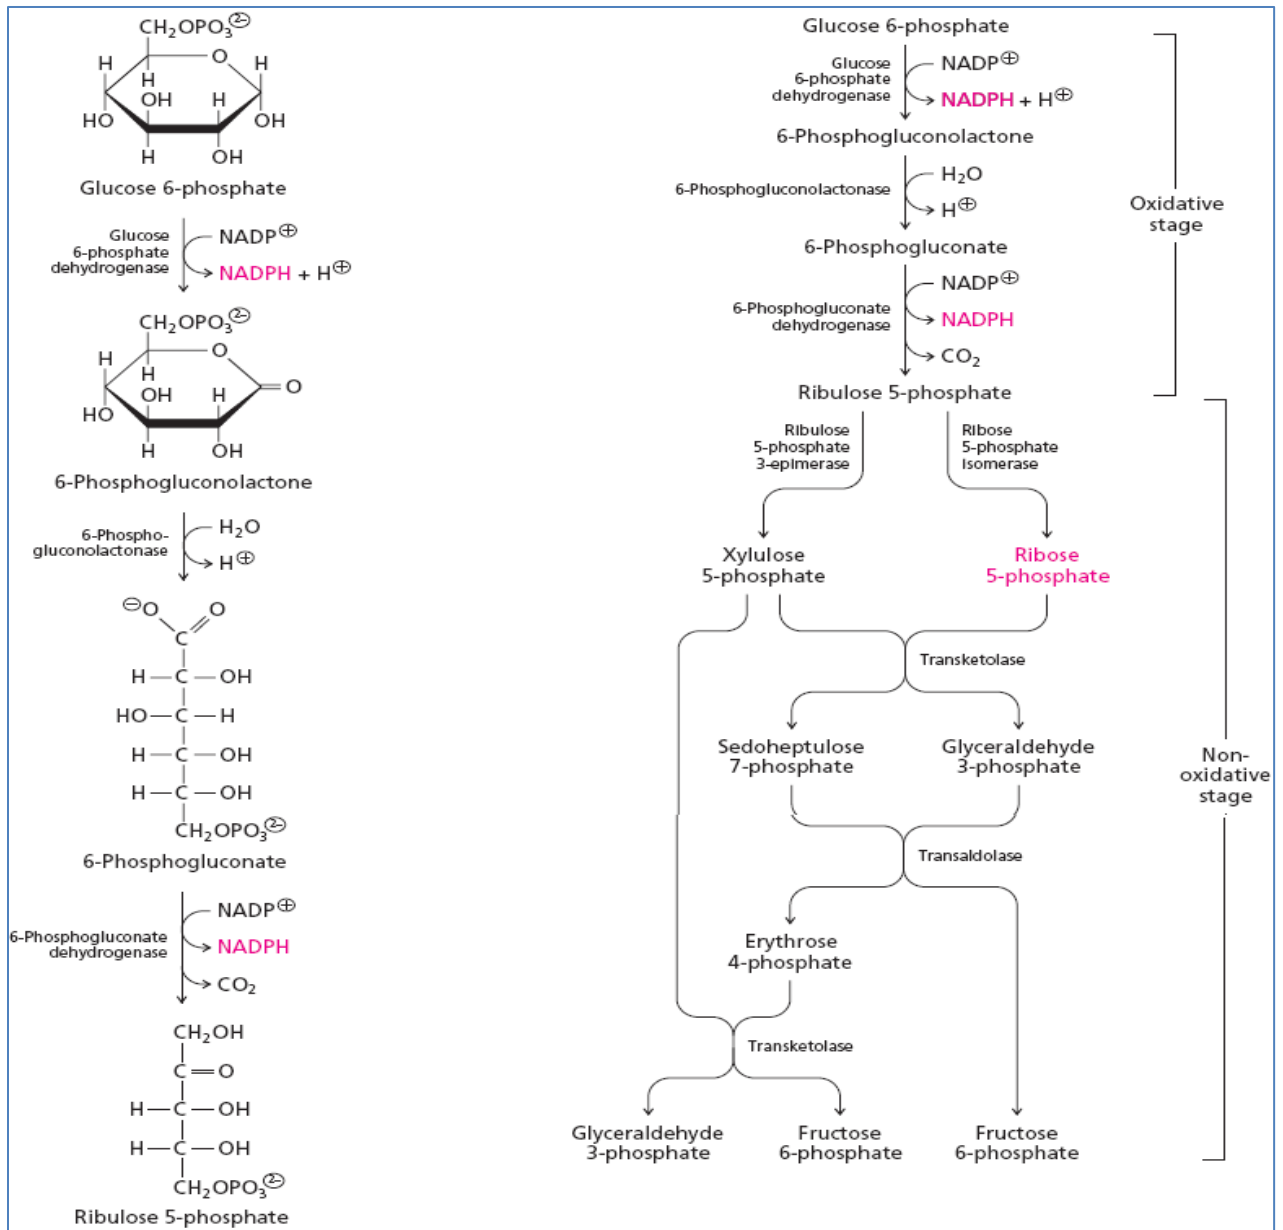 CH₂OPO₃²⁻
O
H
H
H
OH
H
HO
OH
H
OH
Glucose 6-phosphate
Glucose
6-phosphate
dehydrogenase
NADP⊕
NADPH + H⊕
CH₂OPO₃²⁻
O
H
H
OH
H
O
HO
H
OH
6-Phosphogluconolactone
6-Phospho-
gluconolactonase
H₂O
H⊕
⊖O
O
C
H—C—OH
HO—C—H
H—C—OH
H—C—OH
CH₂OPO₃²⁻
6-Phosphogluconate
6-Phosphogluconate
dehydrogenase
NADP⊕
NADPH
CO₂
CH₂OH
C=O
H—C—OH
H—C—OH
CH₂OPO₃²⁻
Ribulose 5-phosphate
Glucose 6-phosphate
Glucose
6-phosphate
dehydrogenase
NADP⊕
NADPH + H⊕
6-Phosphogluconolactone
6-Phosphogluconolactonase
H₂O
H⊕
6-Phosphogluconate
6-Phosphogluconate
dehydrogenase
NADP⊕
NADPH
CO₂
Ribulose 5-phosphate
Oxidative
stage
Ribulose
5-phosphate
3-epimerase
Ribose
5-phosphate
isomerase
Xylulose
5-phosphate
Ribose
5-phosphate
Transketolase
Sedoheptulose
7-phosphate
Glyceraldehyde
3-phosphate
Transaldolase
Erythrose
4-phosphate
Transketolase
Glyceraldehyde
3-phosphate
Fructose
6-phosphate
Fructose
6-phosphate
Non-
oxidative
stage